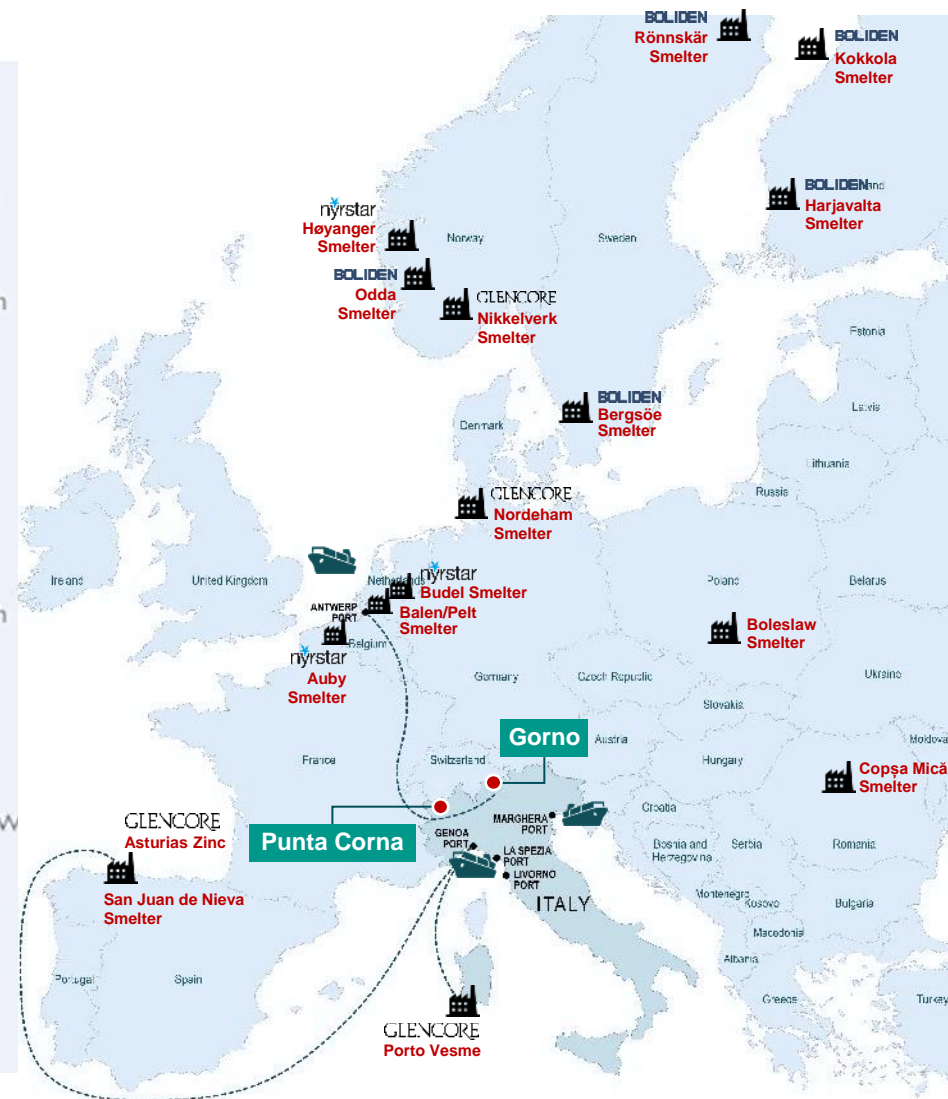 BOLIDEN
Rönnskär
Smelter
BOLIDEN
Kokkola
Smelter
BOLIDEN
Harjavalta
Smelter
nyrstar
Høyanger
Smelter
Norway
Sweden
BOLIDEN
Odda
Smelter
GLENCORE
Nikkelverk
Smelter
Estonia
BOLIDEN
Bergsöe
Smelter
Denmark
Latvia
Lithuania
Russia
GLENCORE
Nordeham
Smelter
Ireland
United Kingdom
Netherlands
nyrstar
Budel Smelter
Balen/Pelt
Smelter
ANTWERP
PORT
Belgium
Poland
Belarus
Boleslaw
Smelter
nyrstar
Auby
Smelter
Germany
Czech Republic
Ukraine
Slovakia
Gorno
Austria
Moldova
France
Switzerland
Hungary
Copșa Mică
Smelter
Punta Corna
MARGHERA
PORT
Croatia
GENOA
PORT
LA SPEZIA
PORT
LIVORNO
PORT
Bosnia and
Herzegovina
Serbia
Romania
GLENCORE
Asturias Zinc
San Juan de Nieva
Smelter
ITALY
Montenegro
Kosovo
Bulgaria
Macedonia
Albania
Portugal
Spain
Greece
Turkey
GLENCORE
Porto Vesme